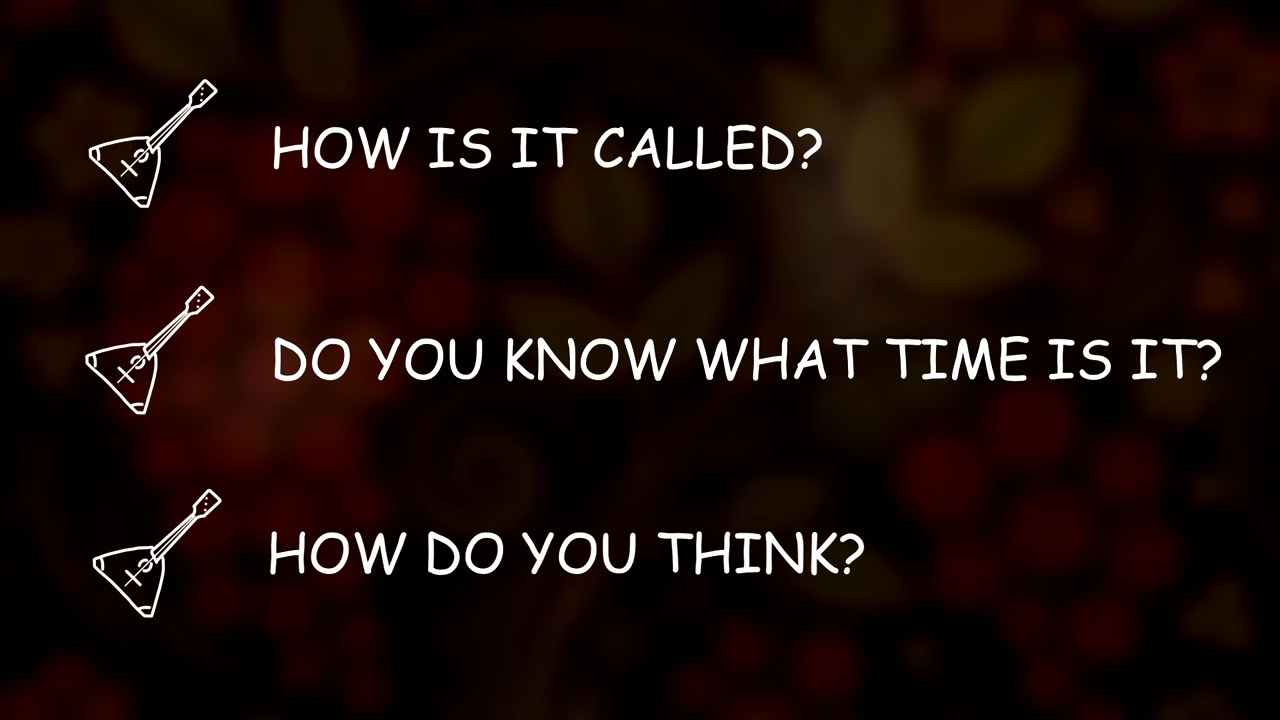 HOW IS IT CALLED?
DO YOU KNOW WHAT TIME IS IT?
HOW DO YOU THINK?